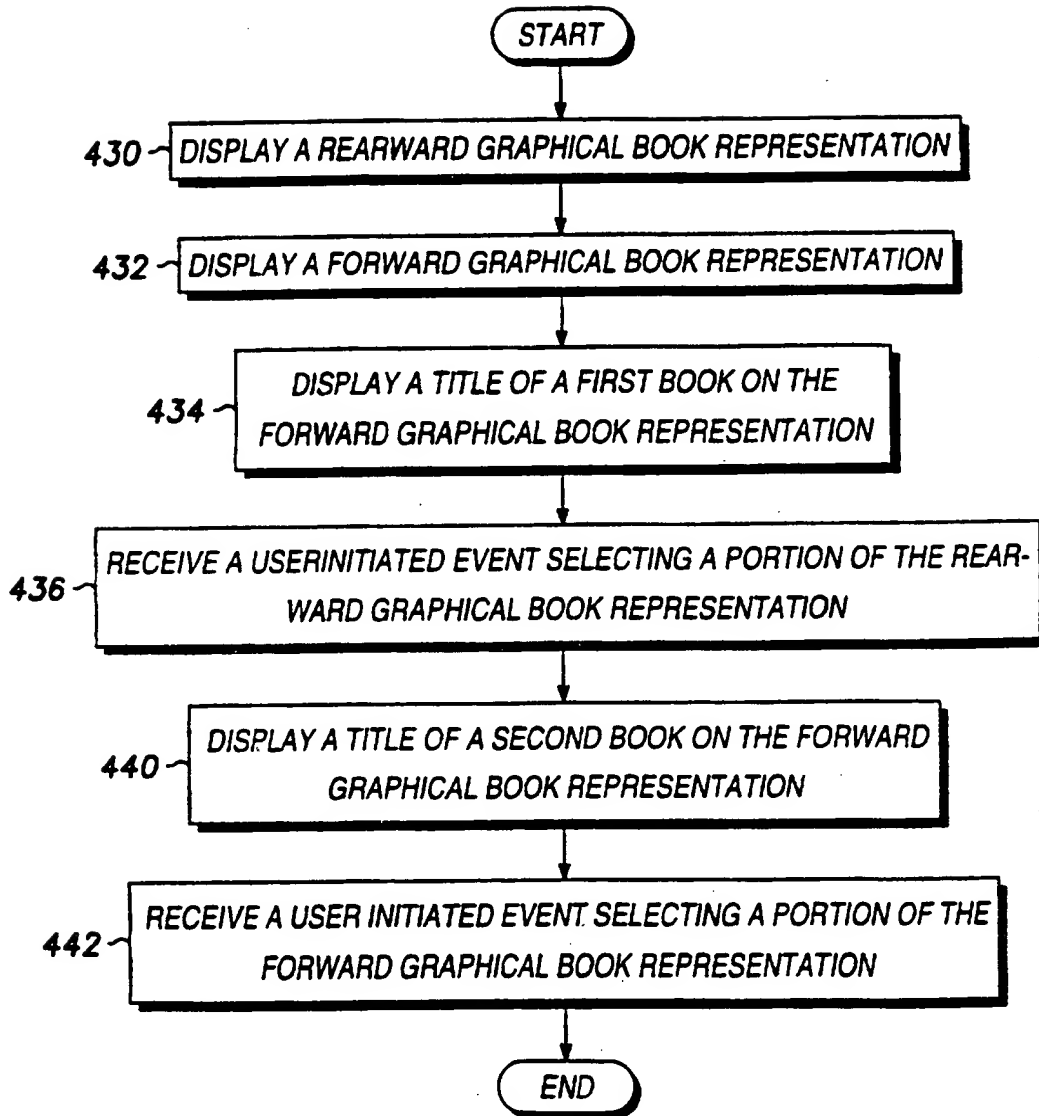 START
430 DISPLAY A REARWARD GRAPHICAL BOOK REPRESENTATION
432 DISPLAY A FORWARD GRAPHICAL BOOK REPRESENTATION
434 DISPLAY A TITLE OF A FIRST BOOK ON THE
FORWARD GRAPHICAL BOOK REPRESENTATION
436 RECEIVE A USERINITIATED EVENT SELECTING A PORTION OF THE REAR-
WARD GRAPHICAL BOOK REPRESENTATION
440 DISPLAY A TITLE OF A SECOND BOOK ON THE FORWARD
GRAPHICAL BOOK REPRESENTATION
442 RECEIVE A USER INITIATED EVENT SELECTING A PORTION OF THE
FORWARD GRAPHICAL BOOK REPRESENTATION
END